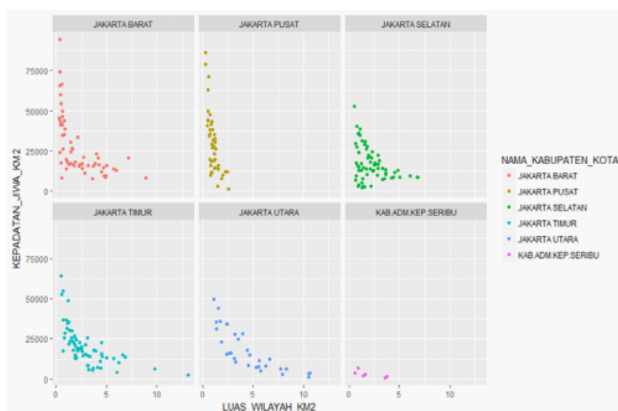 JAKARTA BARAT
JAKARTA PUSAT
JAKARTA SELATAN
75000
50000
25000
0
KEPADATAN_JIWA_KM2
JAKARTA TIMUR
JAKARTA UTARA
KAB.ADM.KEP.SERIBU
75000
50000
25000
0
0 5 10
0 5 10
0 5 10
LUAS_WILAYAH_KM2
NAMA_KABUPATEN_KOTA
JAKARTA BARAT
JAKARTA PUSAT
JAKARTA SELATAN
JAKARTA TIMUR
JAKARTA UTARA
KAB.ADM.KEP.SERIBU